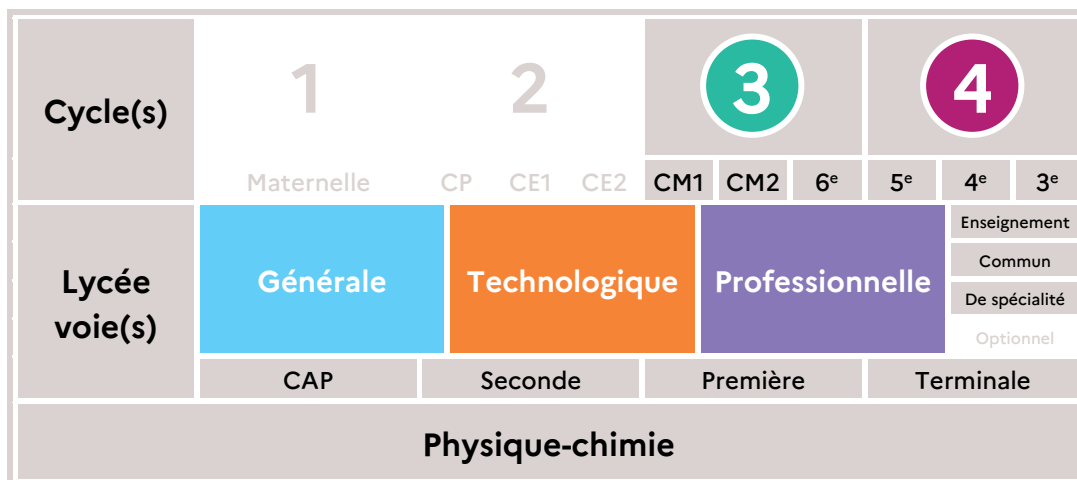 Cycle(s)
1
2
3
4
Maternelle
CP
CE1
CE2
CM1
CM2
6e
5e
4e
3e
Lycée
voie(s)
Générale
Technologique
Professionnelle
Enseignement
Commun
De spécialité
Optionnel
CAP
Seconde
Première
Terminale
Physique-chimie